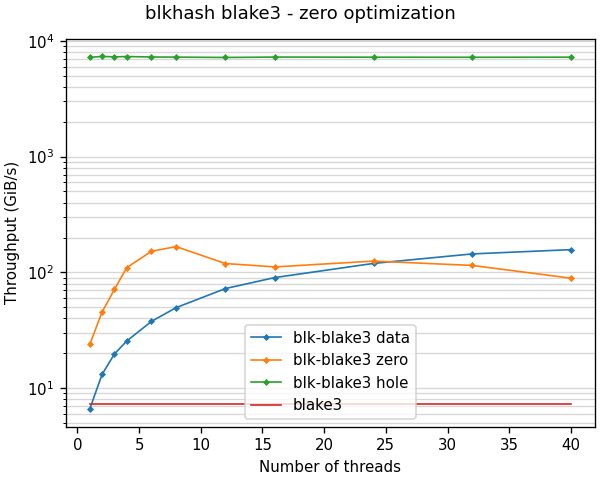 blkhash blake3 - zero optimization
Throughput (GiB/s)
10^4
10^3
10^2
10^1
blk-blake3 data
blk-blake3 zero
blk-blake3 hole
blake3
0 5 10 15 20 25 30 35 40
Number of threads